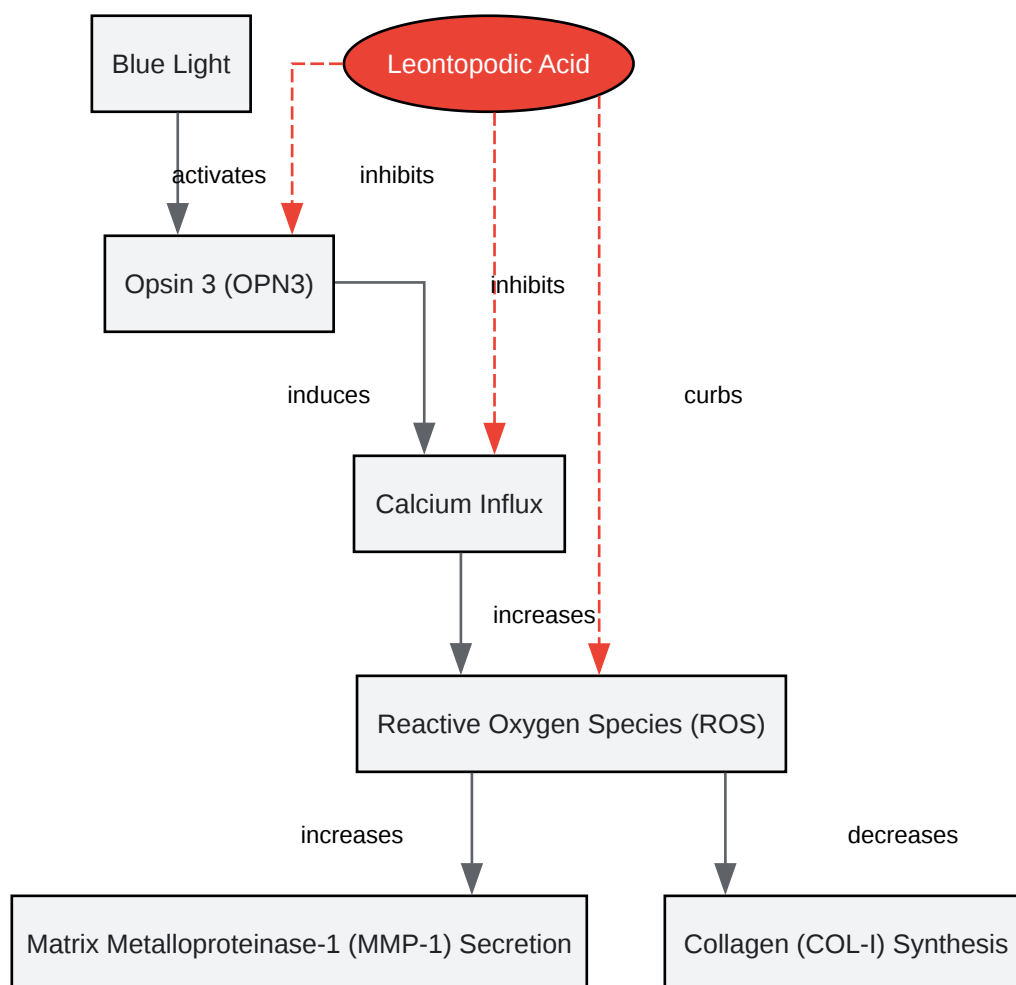 Blue Light
Leontopodic Acid
activates
inhibits
Opsin 3 (OPN3)
inhibits
induces
curbs
Calcium Influx
increases
Reactive Oxygen Species (ROS)
increases
decreases
Matrix Metalloproteinase-1 (MMP-1) Secretion
Collagen (COL-I) Synthesis